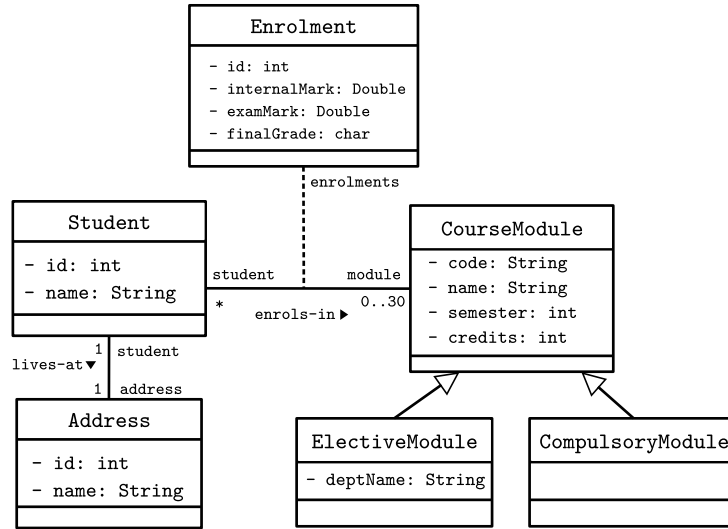 Enrolment
- id: int
- internalMark: Double
- examMark: Double
- finalGrade: char
enrolments
Student
- id: int
- name: String
CourseModule
- code: String
- name: String
- semester: int
- credits: int
student
module
*
enrols-in ▶
0..30
1 student
lives-at ▼
1 address
Address
- id: int
- name: String
ElectiveModule
- deptName: String
CompulsoryModule